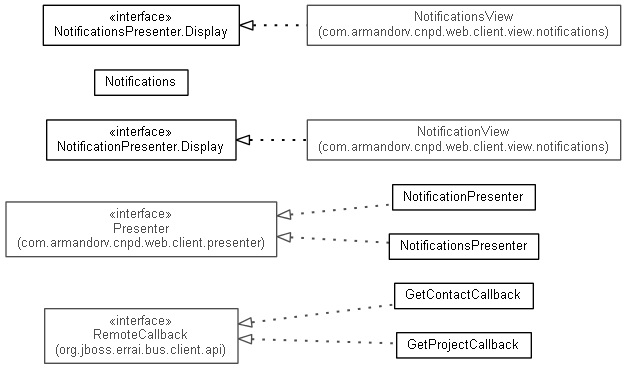 «interface»
NotificationsPresenter.Display
NotificationsView
(com.armandorv.cnpd.web.client.view.notifications)
Notifications
«interface»
NotificationPresenter.Display
NotificationView
(com.armandorv.cnpd.web.client.view.notifications)
«interface»
Presenter
(com.armandorv.cnpd.web.client.presenter)
NotificationPresenter
NotificationsPresenter
«interface»
RemoteCallback
(org.jboss.errai.bus.client.api)
GetContactCallback
GetProjectCallback